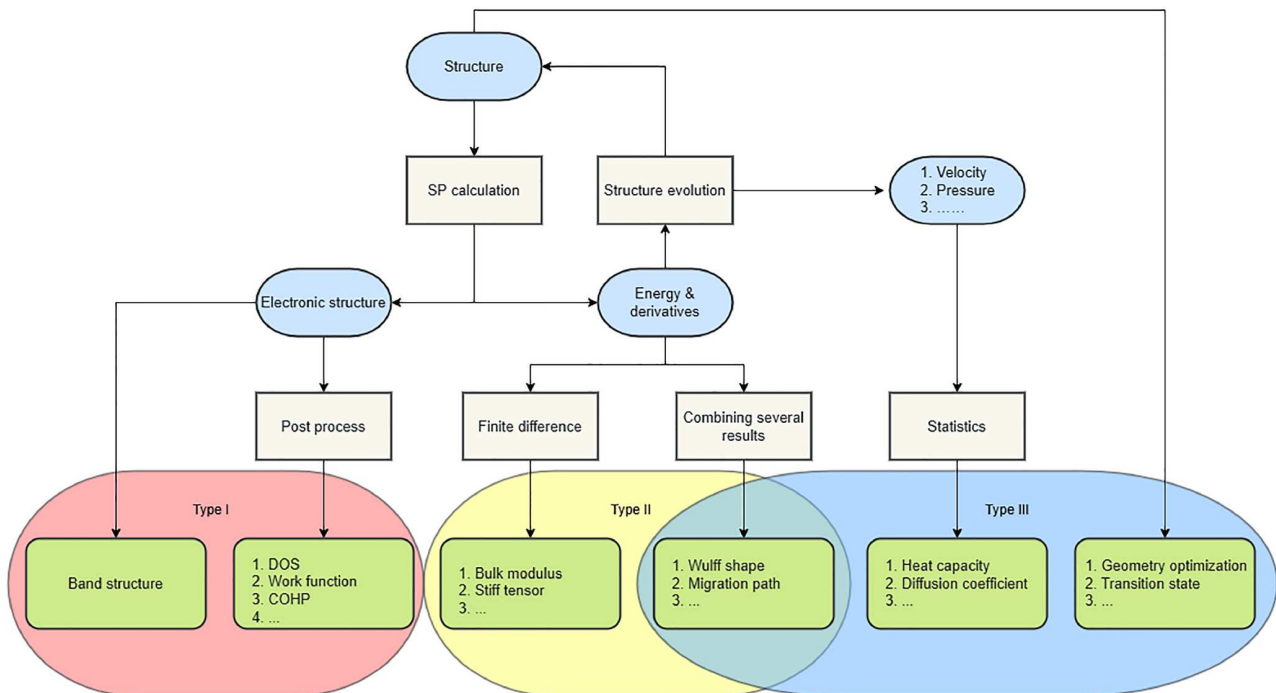 Structure
SP calculation
Structure evolution
1. Velocity
2. Pressure
3. ......
Electronic structure
Energy &
derivatives
Post process
Finite difference
Combining several
results
Statistics
Type I
Type II
Type III
Band structure
1. DOS
2. Work function
3. COHP
4. ...
1. Bulk modulus
2. Stiff tensor
3. ...
1. Wulff shape
2. Migration path
3. ...
1. Heat capacity
2. Diffusion coefficient
3. ...
1. Geometry optimization
2. Transition state
3. ...